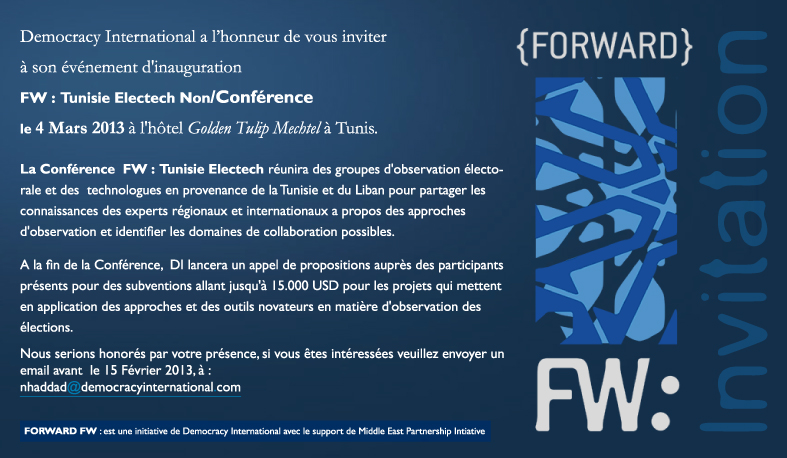 Democracy International a l'honneur de vous inviter
à son événement d'inauguration
FW : Tunisie Electech Non/Conférence
le 4 Mars 2013 à l'hôtel Golden Tulip Mechtel à Tunis.
La Conférence FW : Tunisie Electech réunira des groupes d'observation électo-
rale et des technologues en provenance de la Tunisie et du Liban pour partager les
connaissances des experts régionaux et internationaux a propos des approches
d'observation et identifier les domaines de collaboration possibles.
A la fin de la Conférence, DI lancera un appel de propositions auprès des participants
présents pour des subventions allant jusqu'à 15.000 USD pour les projets qui mettent
en application des approches et des outils novateurs en matière d'observation des
élections.
Nous serions honorés par votre présence, si vous êtes intéressées veuillez envoyer un
email avant le 15 Février 2013, à :
nhaddad@democracyinternational.com
FORWARD FW : est une initiative de Democracy International avec le support de Middle East Partnership Intiative
{FORWARD}
FW:
Invitation